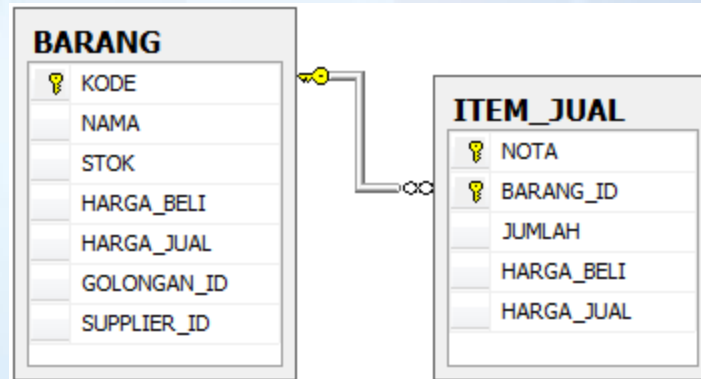 BARANG
KODE
NAMA
STOK
HARGA_BELI
HARGA_JUAL
GOLONGAN_ID
SUPPLIER_ID
ITEM_JUAL
NOTA
BARANG_ID
JUMLAH
HARGA_BELI
HARGA_JUAL